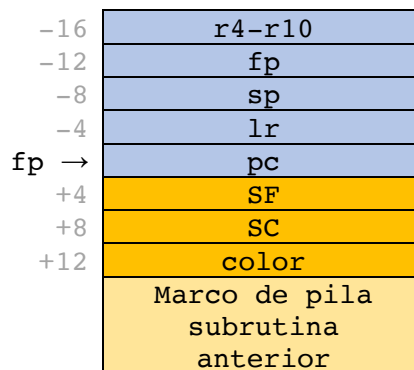 −16 r4−r10
−12 fp
−8 sp
−4 lr
fp → pc
+4 SF
+8 SC
+12 color
Marco de pila
subrutina
anterior